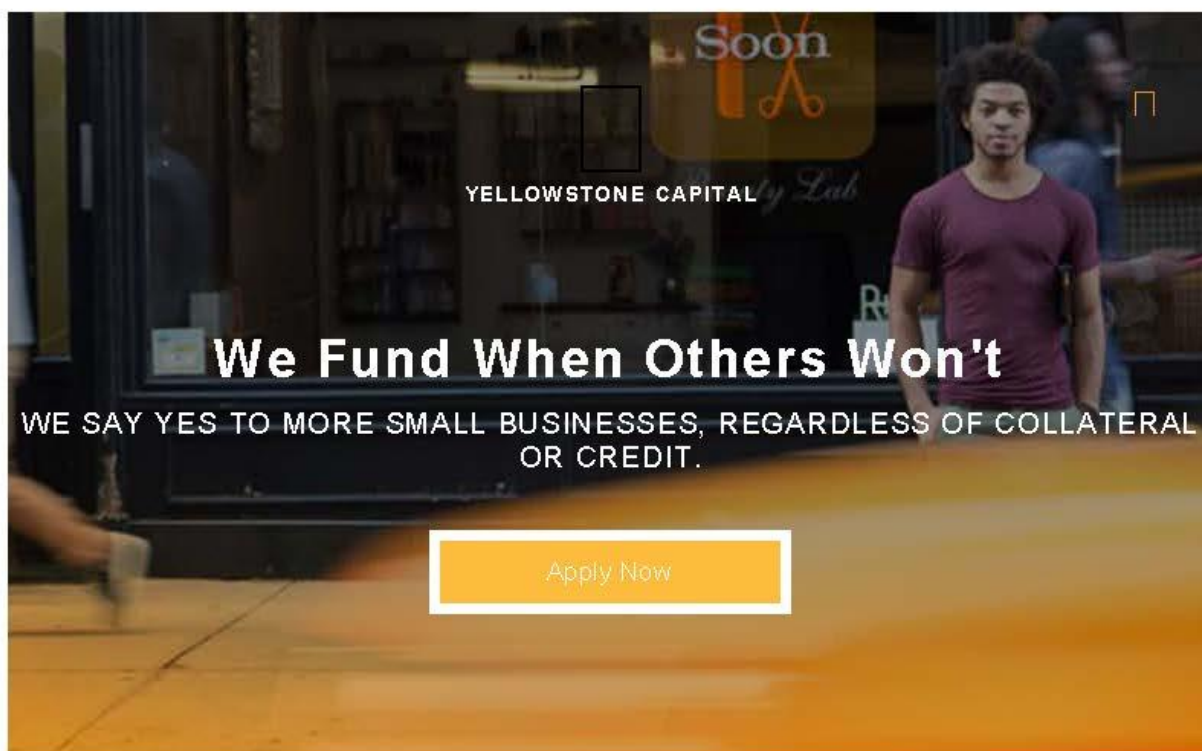 Soon
YELLOWSTONE CAPITAL
Lab
We Fund When Others Won't
WE SAY YES TO MORE SMALL BUSINESSES, REGARDLESS OF COLLATERAL
OR CREDIT.
Apply Now